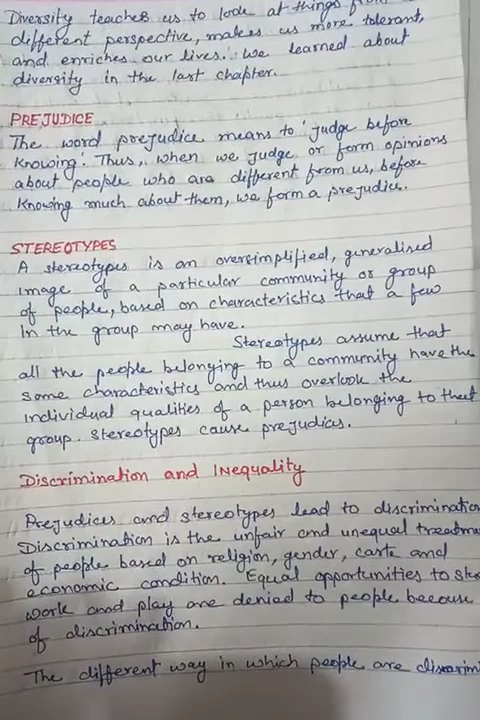 Diversity teaches us to look at things from
different perspective, makes us more tolerant,
and enriches our lives. We learned about
diversity in the last chapter.
PREJUDICE
The word prejudice means to 'judge before
knowing'. Thus, when we judge or form opinions
about people who are different from us, before
knowing much about them, we form a prejudice.
STEREOTYPES
A stereotypes is an oversimplified, generalised
image of a particular community or group
of people, based on characteristics that a few
in the group may have.
Stereotypes assume that
all the people belonging to a community have the
same characteristics and thus overlook the
individual qualities of a person belonging to that
group. Stereotypes cause prejudices.
Discrimination and INequality
Prejudices and stereotypes lead to discrimination
Discrimination is the unfair and unequal treatme
of people based on religion, gender, caste and
economic condition. Equal opportunities to
work and play are denied to people because
of discrimination.
The different way in which people are discrimi